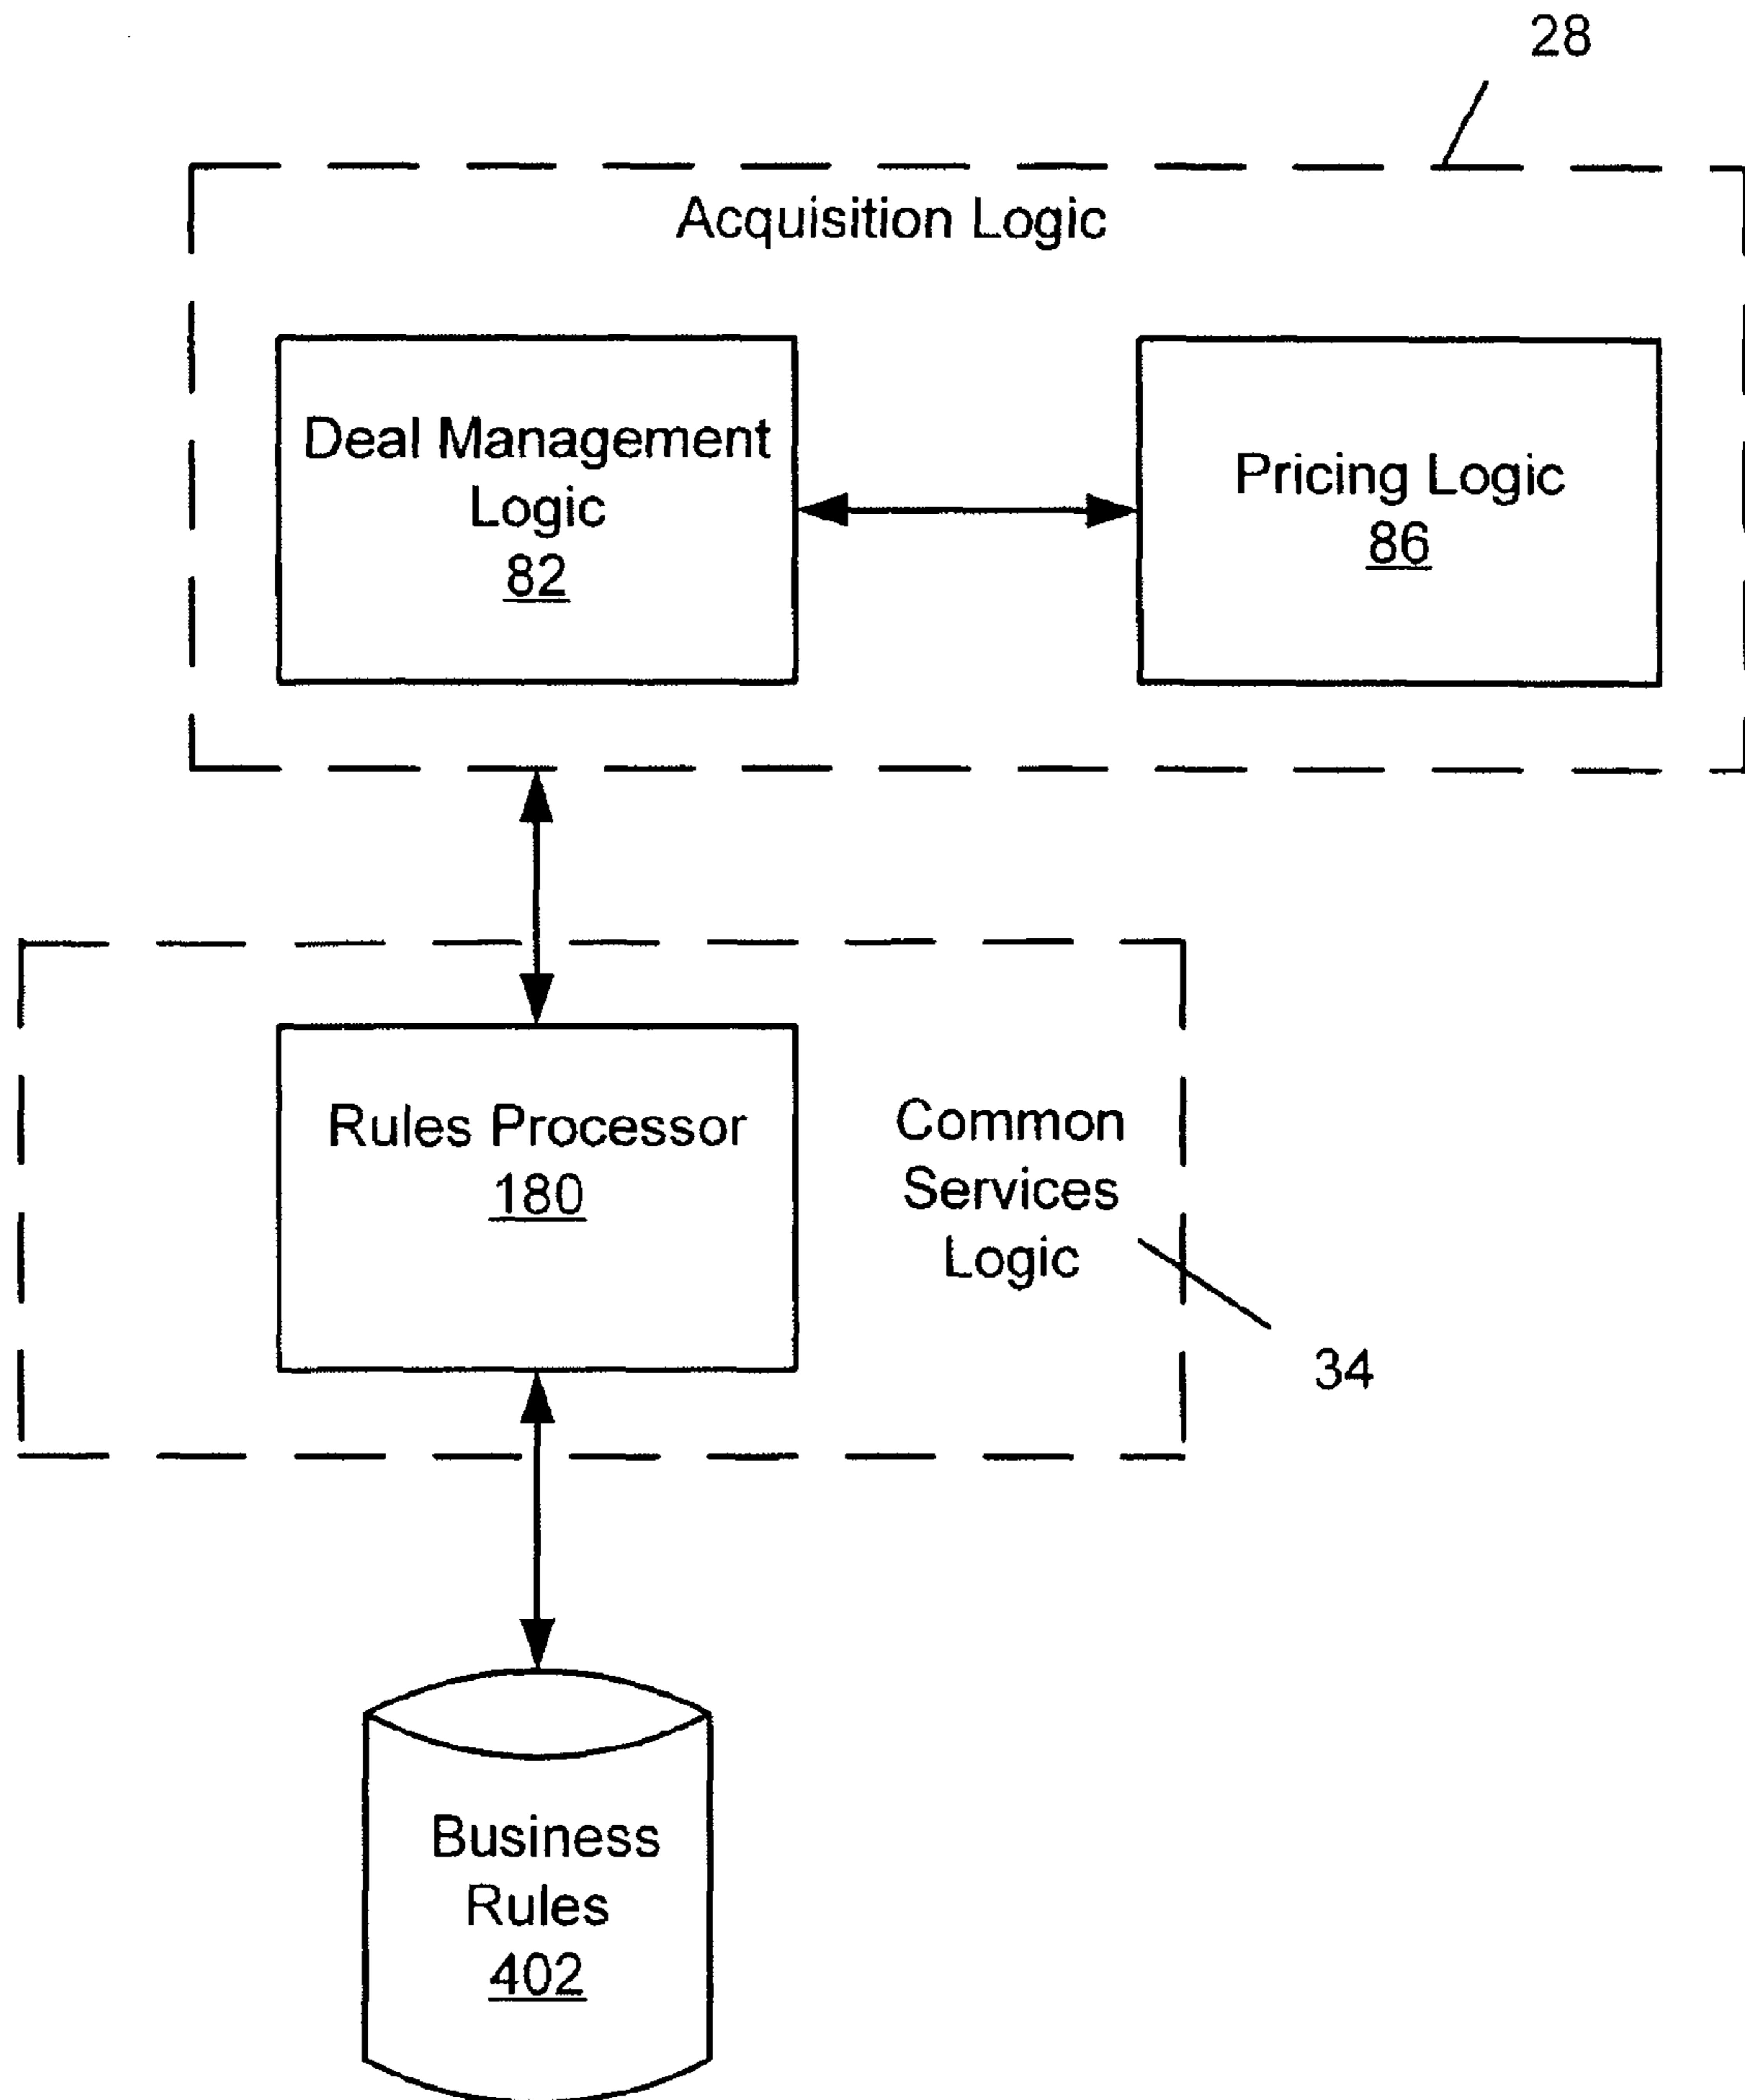 28
Acquisition Logic
Deal Management
Logic
82
Pricing Logic
86
Rules Processor
180
Common
Services
Logic
34
Business
Rules
402